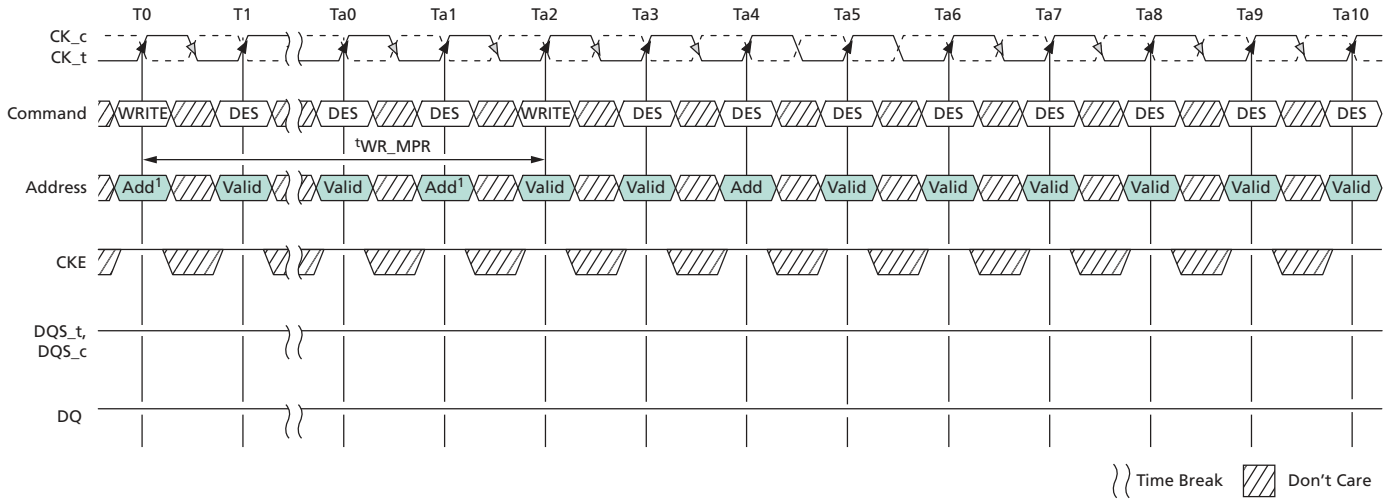 T0 T1 Ta0 Ta1 Ta2 Ta3 Ta4 Ta5 Ta6 Ta7 Ta8 Ta9 Ta10
CK_c
CK_t
Command WRITE DES DES DES WRITE DES DES DES DES DES DES DES DES
tWR_MPR
Address Add1 Valid Valid Add1 Valid Valid Add Valid Valid Valid Valid Valid Valid
CKE
DQS_t,
DQS_c
DQ
Time Break Don't Care